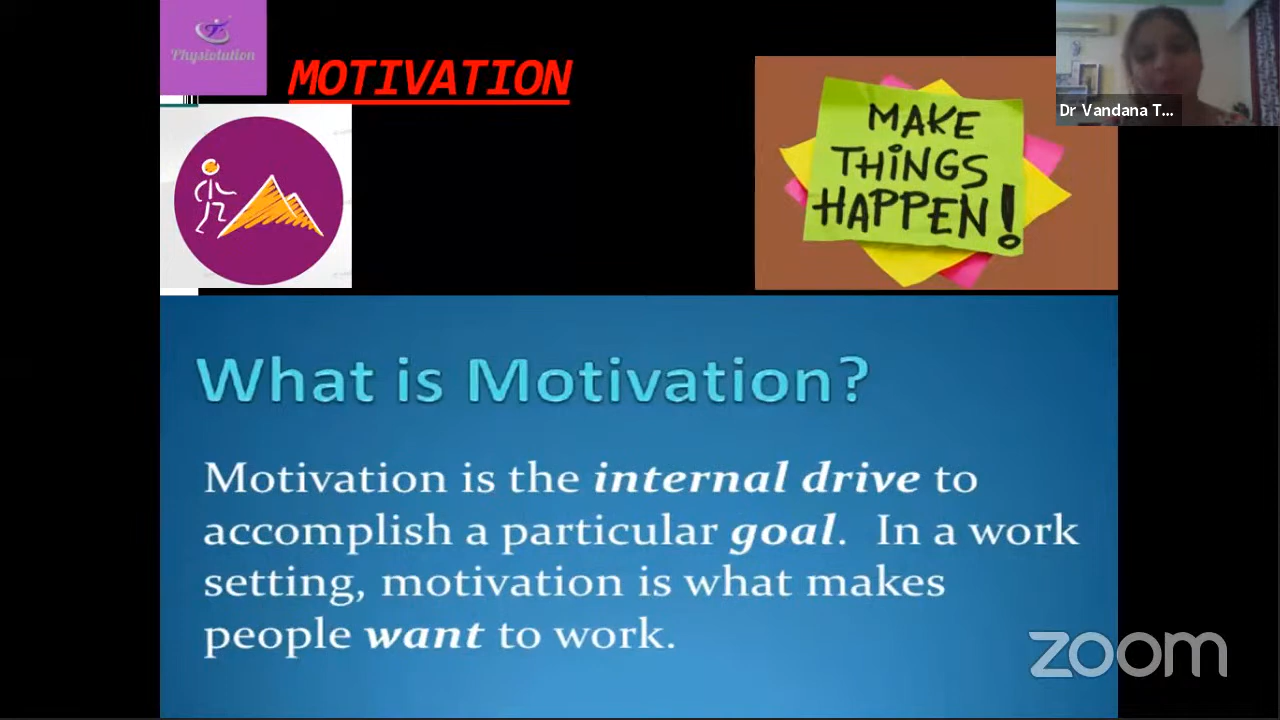 Physiotution
MOTIVATION
MAKE
THINGS
HAPPEN!
Dr Vandana T...
What is Motivation?
Motivation is the internal drive to
accomplish a particular goal. In a work
setting, motivation is what makes
people want to work.
zoom